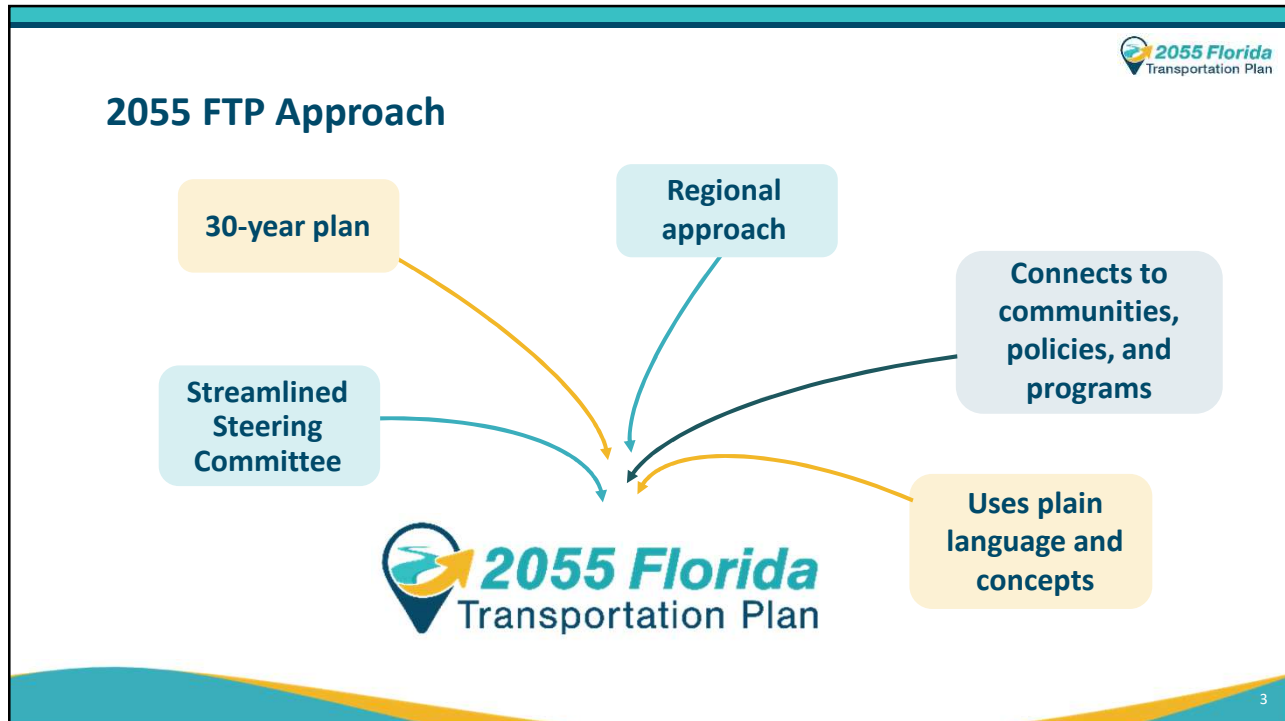 2055 Florida
Transportation Plan
2055 FTP Approach
30-year plan
Regional
approach
Connects to
communities,
policies, and
programs
Streamlined
Steering
Committee
Uses plain
language and
concepts
2055 Florida
Transportation Plan
3